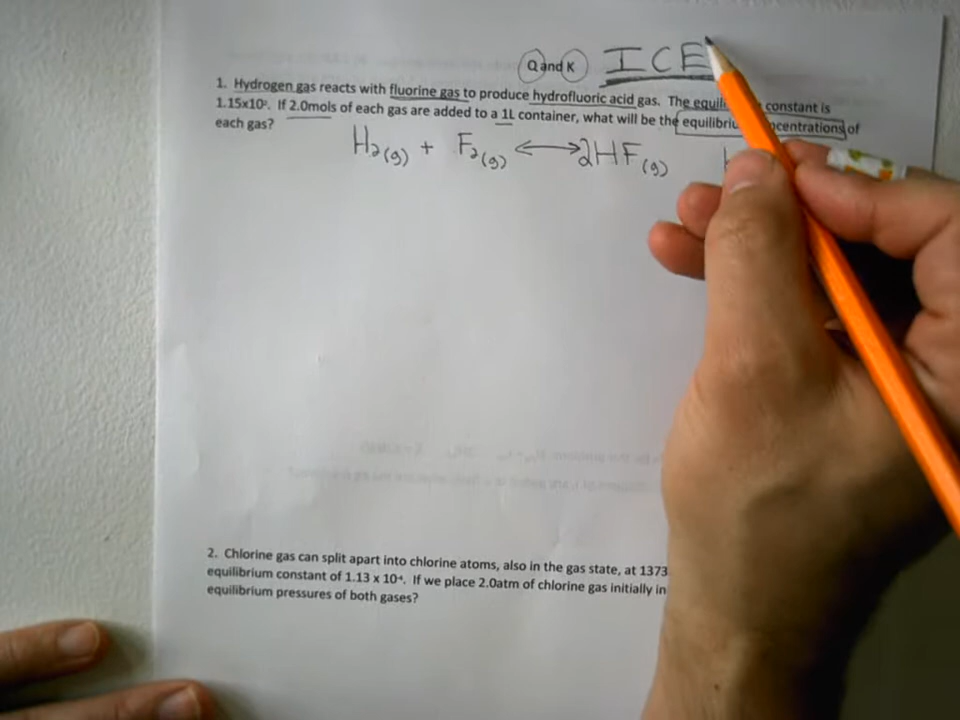 Q and K ICE
1. Hydrogen gas reacts with fluorine gas to produce hydrofluoric acid gas. The constant is
1.15x10². If 2.0mols of each gas are added to a 1L container, what will be the of
each gas?
H₂(g) + F₂(g) ⟷ 2HF(g)
2. Chlorine gas can split apart into chlorine atoms, also in the gas state, at 1373
equilibrium constant of 1.13 x 10⁻⁴. If we place 2.0atm of chlorine gas initially in
equilibrium pressures of both gases?